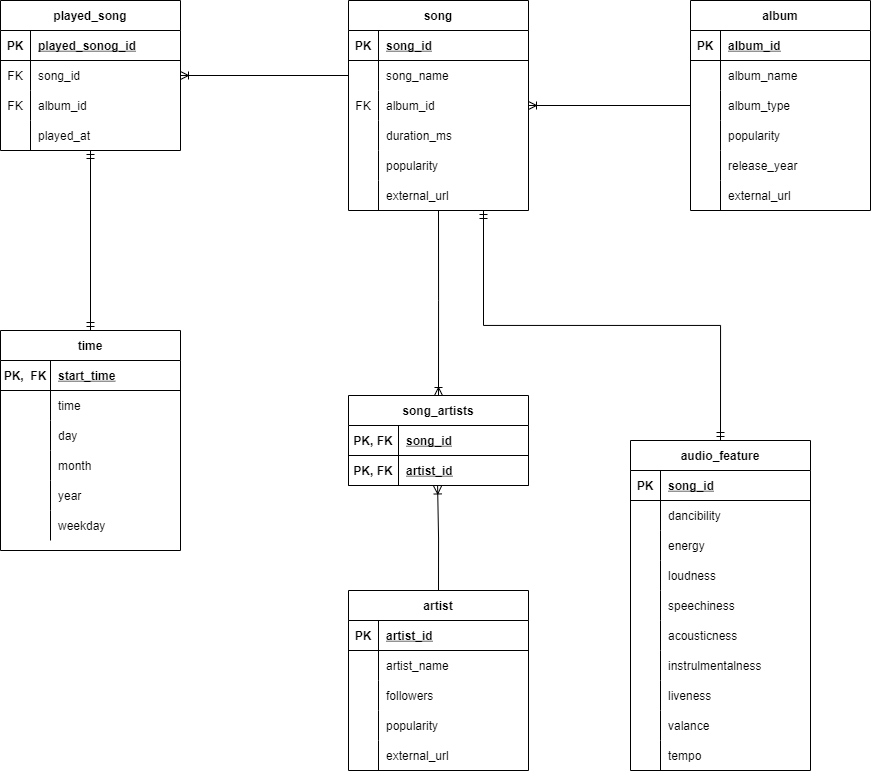 played_song
PK played_sonog_id
FK song_id
FK album_id
played_at
song
PK song_id
song_name
FK album_id
duration_ms
popularity
external_url
album
PK album_id
album_name
album_type
popularity
release_year
external_url
time
PK, FK start_time
time
day
month
year
weekday
song_artists
PK, FK song_id
PK, FK artist_id
audio_feature
PK song_id
dancibility
energy
loudness
speechiness
acousticness
instrulmentalness
liveness
valance
tempo
artist
PK artist_id
artist_name
followers
popularity
external_url